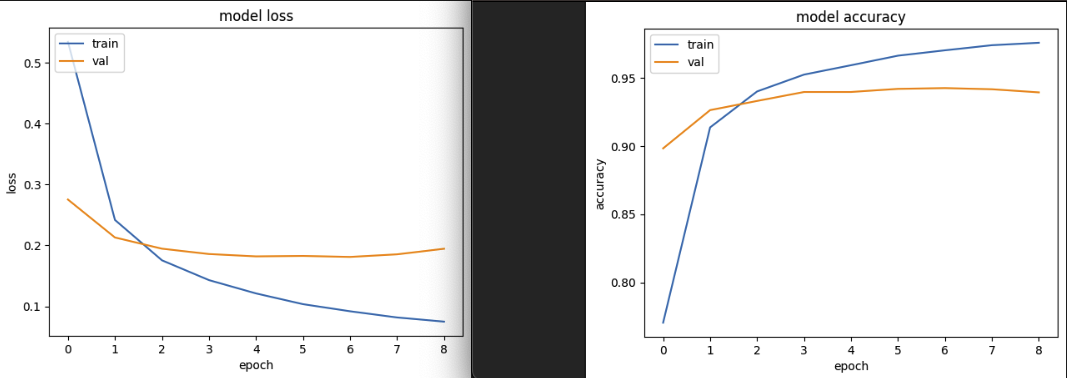 model loss
train
val
0.5
0.4
0.3
0.2
0.1
loss
0 1 2 3 4 5 6 7 8
epoch
model accuracy
train
val
0.95
0.90
0.85
0.80
accuracy
0 1 2 3 4 5 6 7 8
epoch